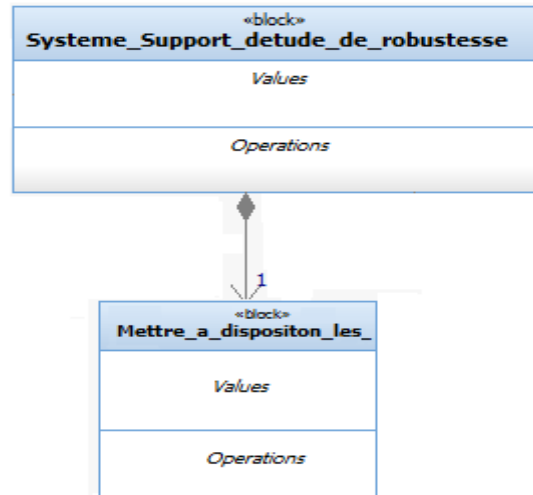 «block»
Systeme_Support_detude_de_robustesse
Values
Operations
1
«block»
Mettre_a_dispositon_les_
Values
Operations